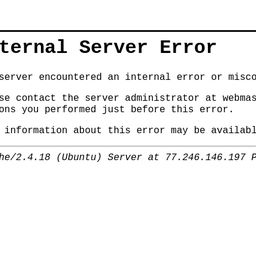 ternal Server Error
server encountered an internal error or misco
se contact the server administrator at webmas
ons you performed just before this error.
information about this error may be availabl
he/2.4.18 (Ubuntu) Server at 77.246.146.197 P